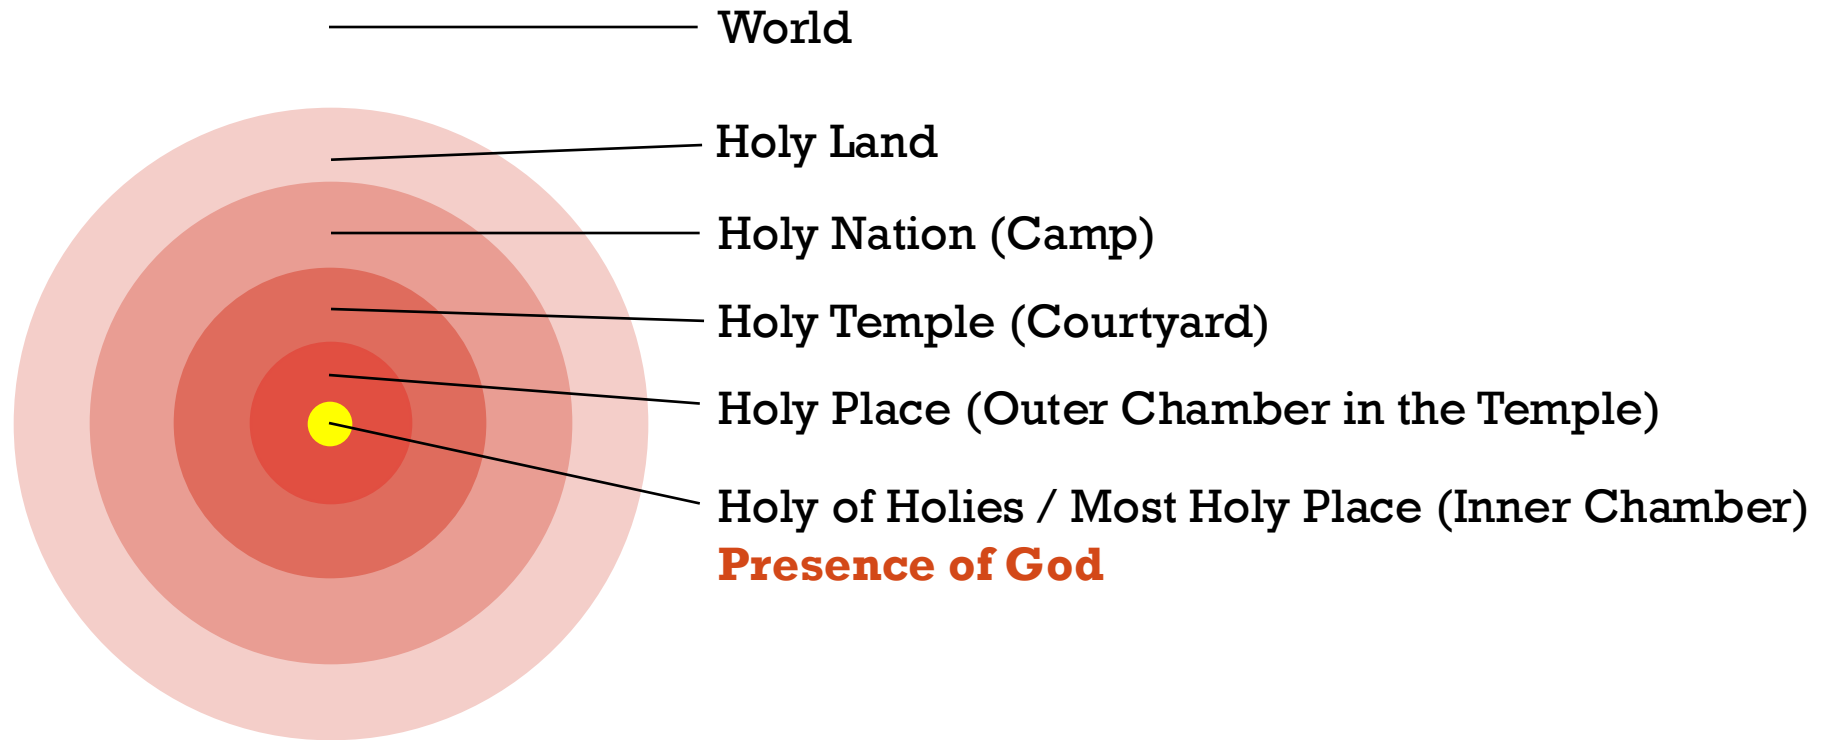 World
Holy Land
Holy Nation (Camp)
Holy Temple (Courtyard)
Holy Place (Outer Chamber in the Temple)
Holy of Holies / Most Holy Place (Inner Chamber)
Presence of God